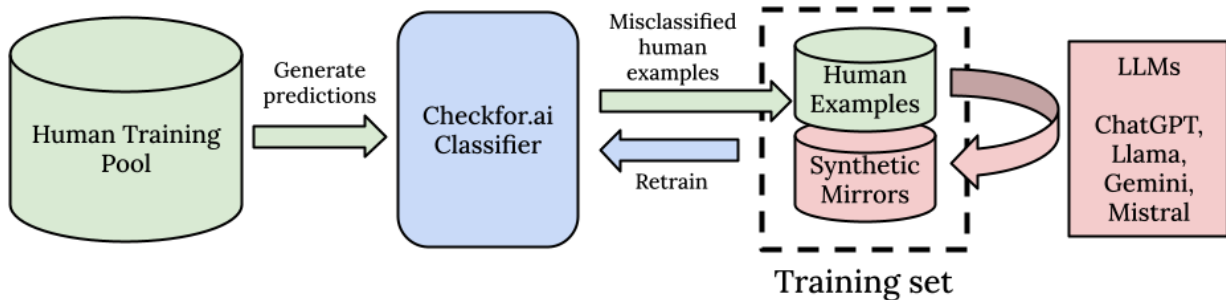 Human Training
Pool
Generate
predictions
Checkfor.ai
Classifier
Misclassified
human
examples
Retrain
Human
Examples
Synthetic
Mirrors
Training set
LLMs
ChatGPT,
Llama,
Gemini,
Mistral